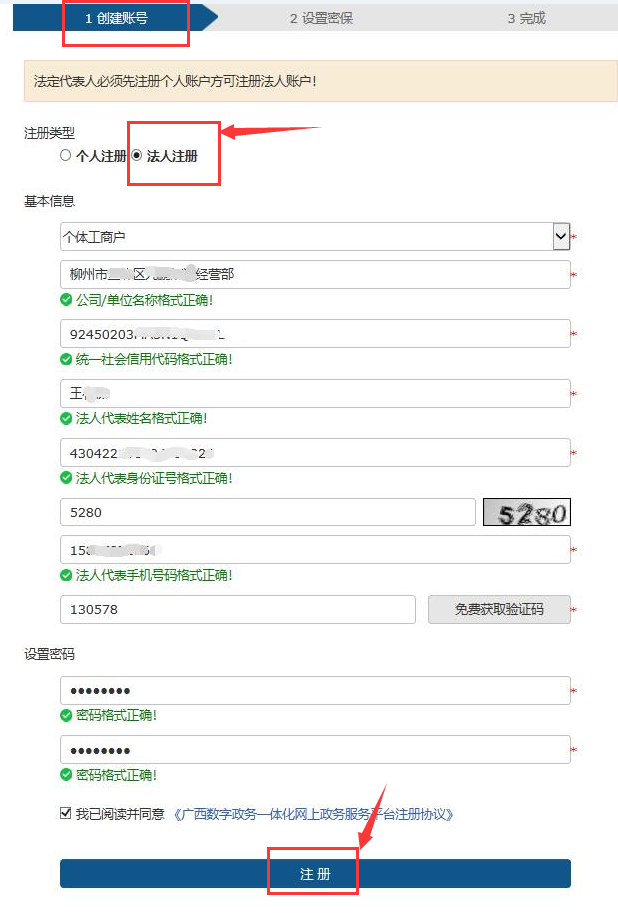 1 创建账号 2 设置密保 3 完成
法定代表人必须先注册个人账户方可注册法人账户!
注册类型
个人注册 法人注册
基本信息
个体工商户 *
柳州市 区 经营部 *
公司/单位名称格式正确!
92450203 *
统一社会信用代码格式正确!
王 *
法人代表姓名格式正确!
430422 *
法人代表身份证号格式正确!
5280 5280
15 *
法人代表手机号码格式正确!
130578 免费获取验证码 *
设置密码
•••••••• *
密码格式正确!
•••••••• *
密码格式正确!
我已阅读并同意 《广西数字政务一体化网上政务服务平台注册协议》
注 册